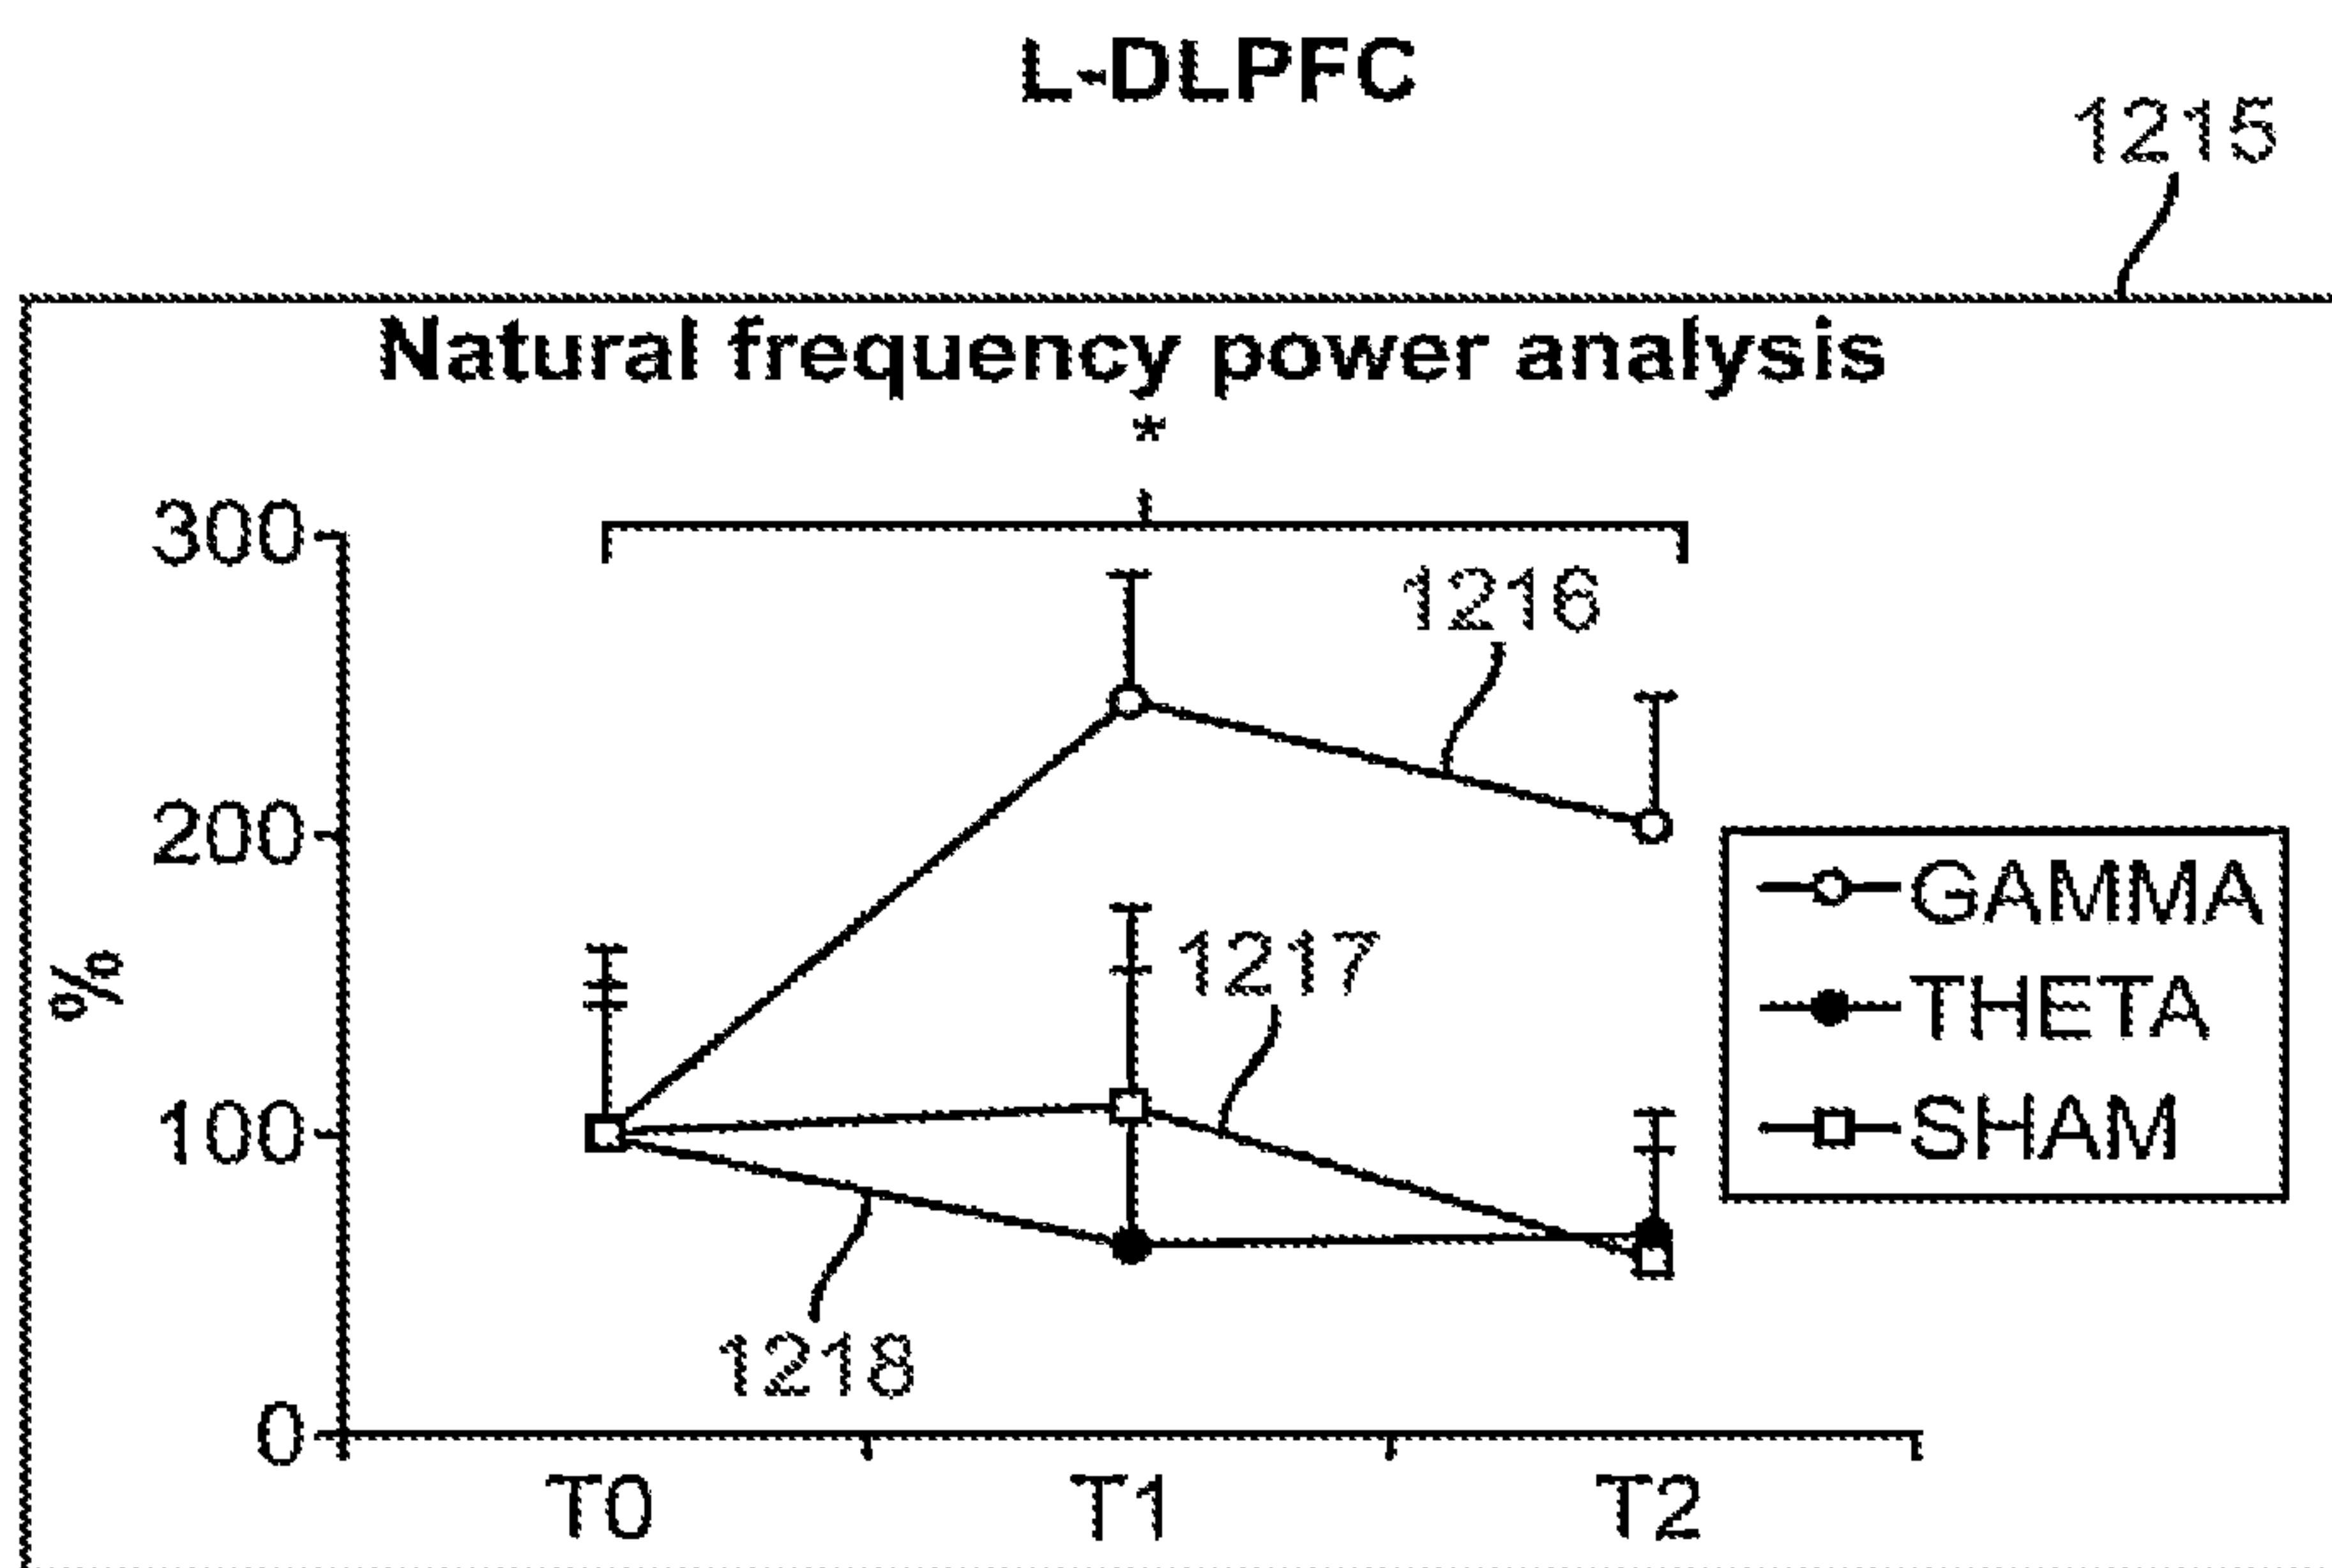 L-DLPFC
1215
Natural frequency power analysis
*
300
1216
200
GAMMA
1217
%
THETA
100
SHAM
1218
0
T0 T1 T2